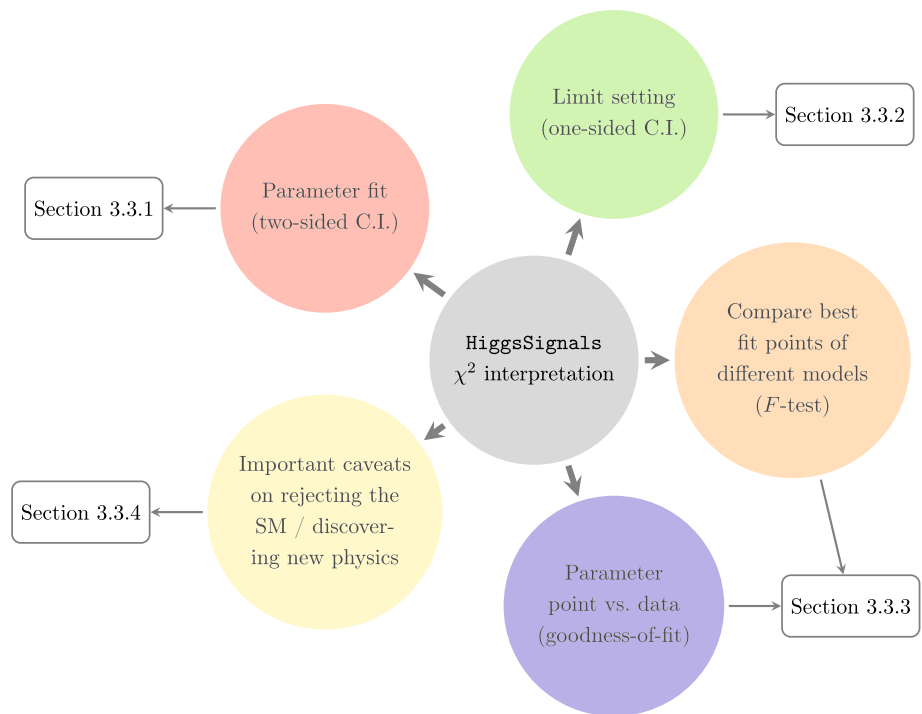 Limit setting
(one-sided C.I.)
Section 3.3.2
Parameter fit
(two-sided C.I.)
Section 3.3.1
HiggsSignals
χ² interpretation
Compare best
fit points of
different models
(F-test)
Important caveats
on rejecting the
SM / discover-
ing new physics
Section 3.3.4
Parameter
point vs. data
(goodness-of-fit)
Section 3.3.3